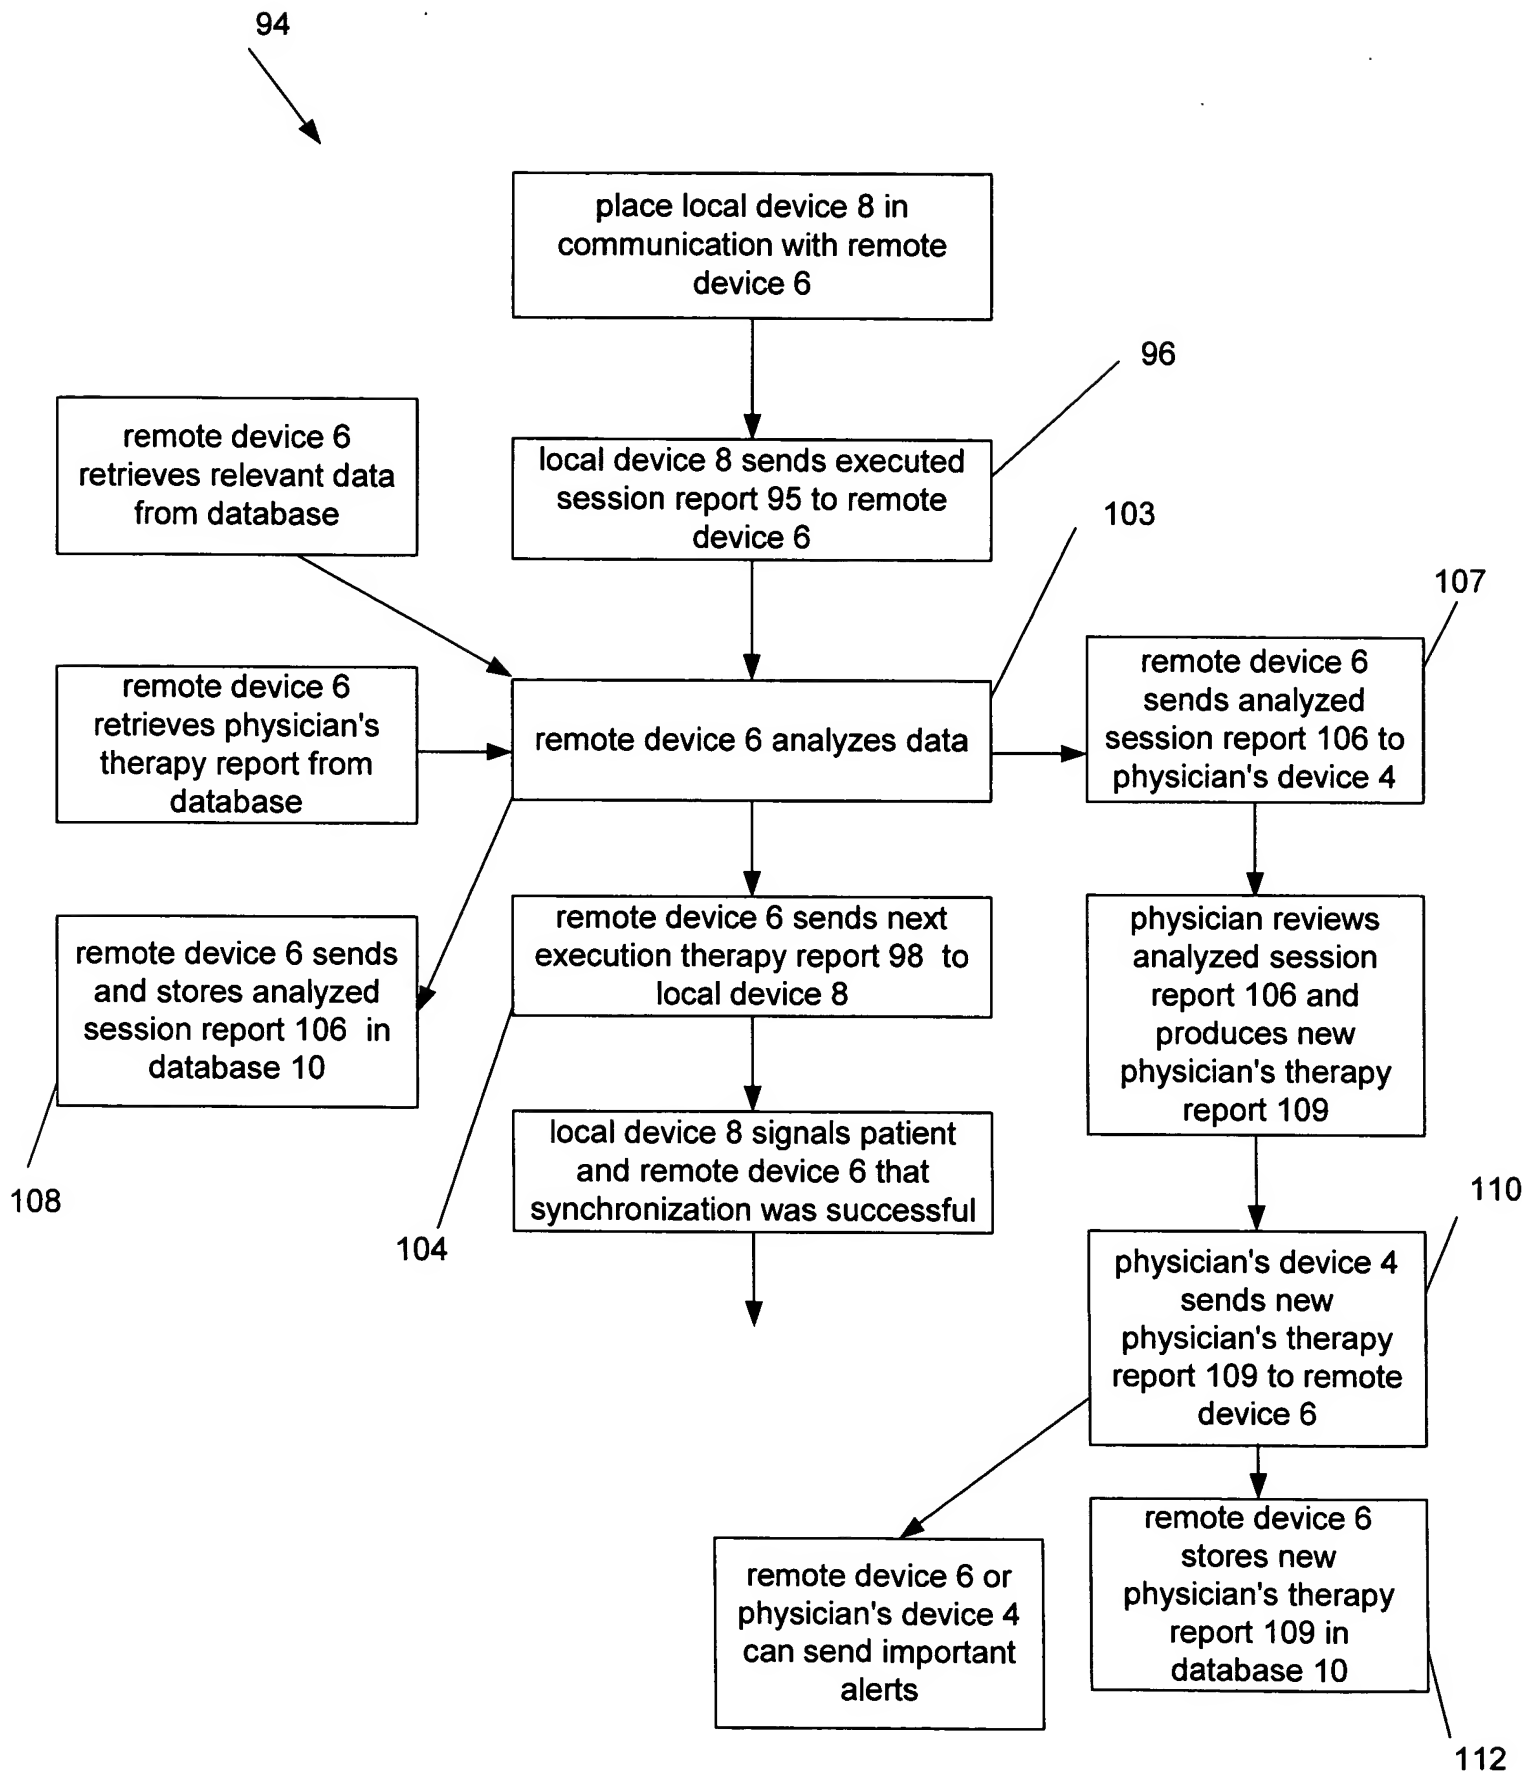 94
place local device 8 in
communication with remote
device 6
96
local device 8 sends executed
session report 95 to remote
device 6
remote device 6
retrieves relevant data
from database
103
107
remote device 6
retrieves physician's
therapy report from
database
remote device 6 analyzes data
remote device 6
sends analyzed
session report 106 to
physician's device 4
remote device 6 sends
and stores analyzed
session report 106 in
database 10
108
remote device 6 sends next
execution therapy report 98 to
local device 8
104
physician reviews
analyzed session
report 106 and
produces new
physician's therapy
report 109
local device 8 signals patient
and remote device 6 that
synchronization was successful
110
physician's device 4
sends new
physician's therapy
report 109 to remote
device 6
remote device 6 or
physician's device 4
can send important
alerts
remote device 6
stores new
physician's therapy
report 109 in
database 10
112